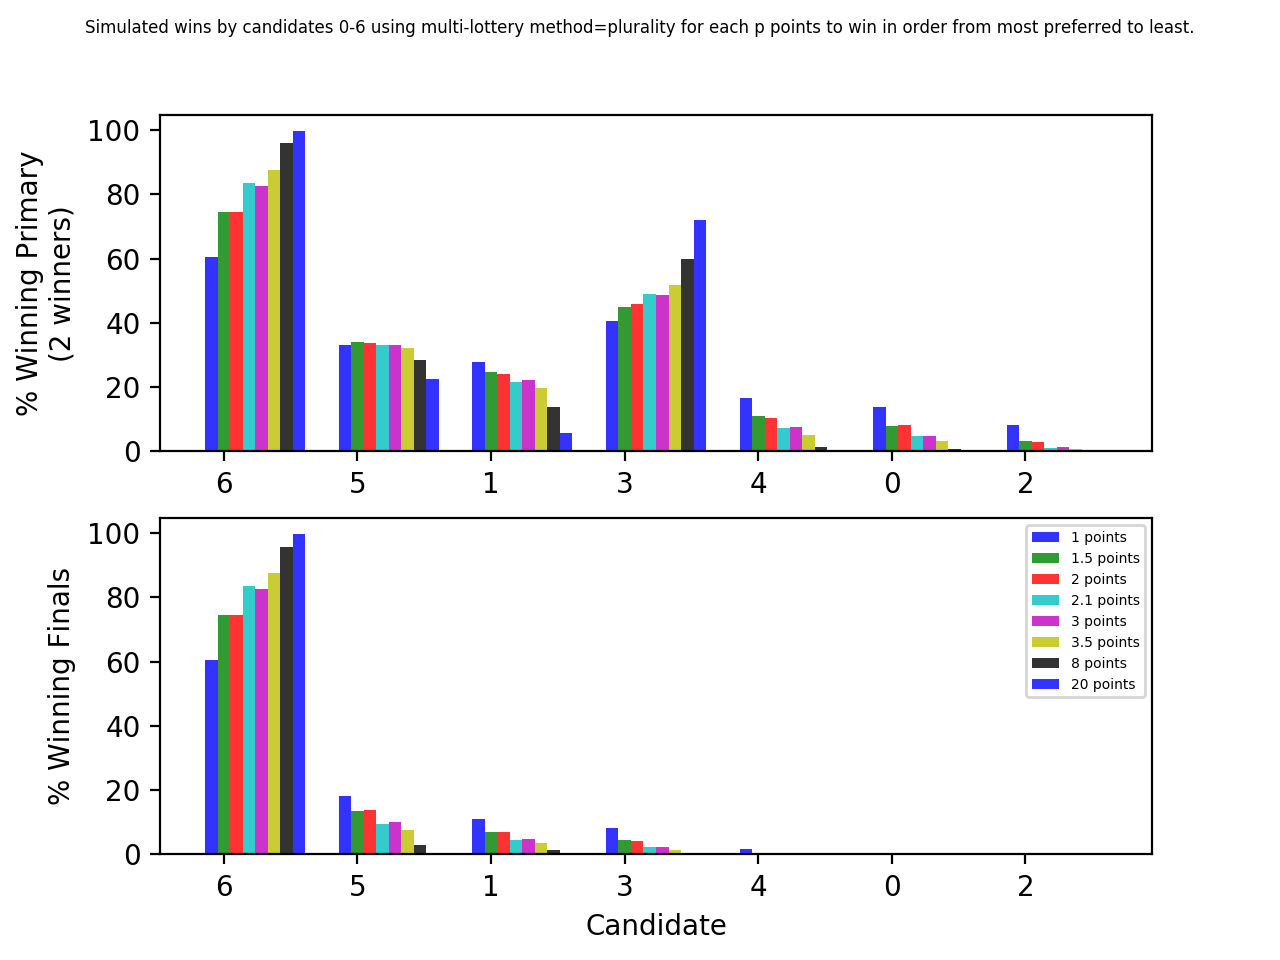 Simulated wins by candidates 0-6 using multi-lottery method=plurality for each p points to win in order from most preferred to least.
% Winning Primary
(2 winners)
100
80
60
40
20
0
6 5 1 3 4 0 2
% Winning Finals
100
80
60
40
20
0
1 points
1.5 points
2 points
2.1 points
3 points
3.5 points
8 points
20 points
6 5 1 3 4 0 2
Candidate